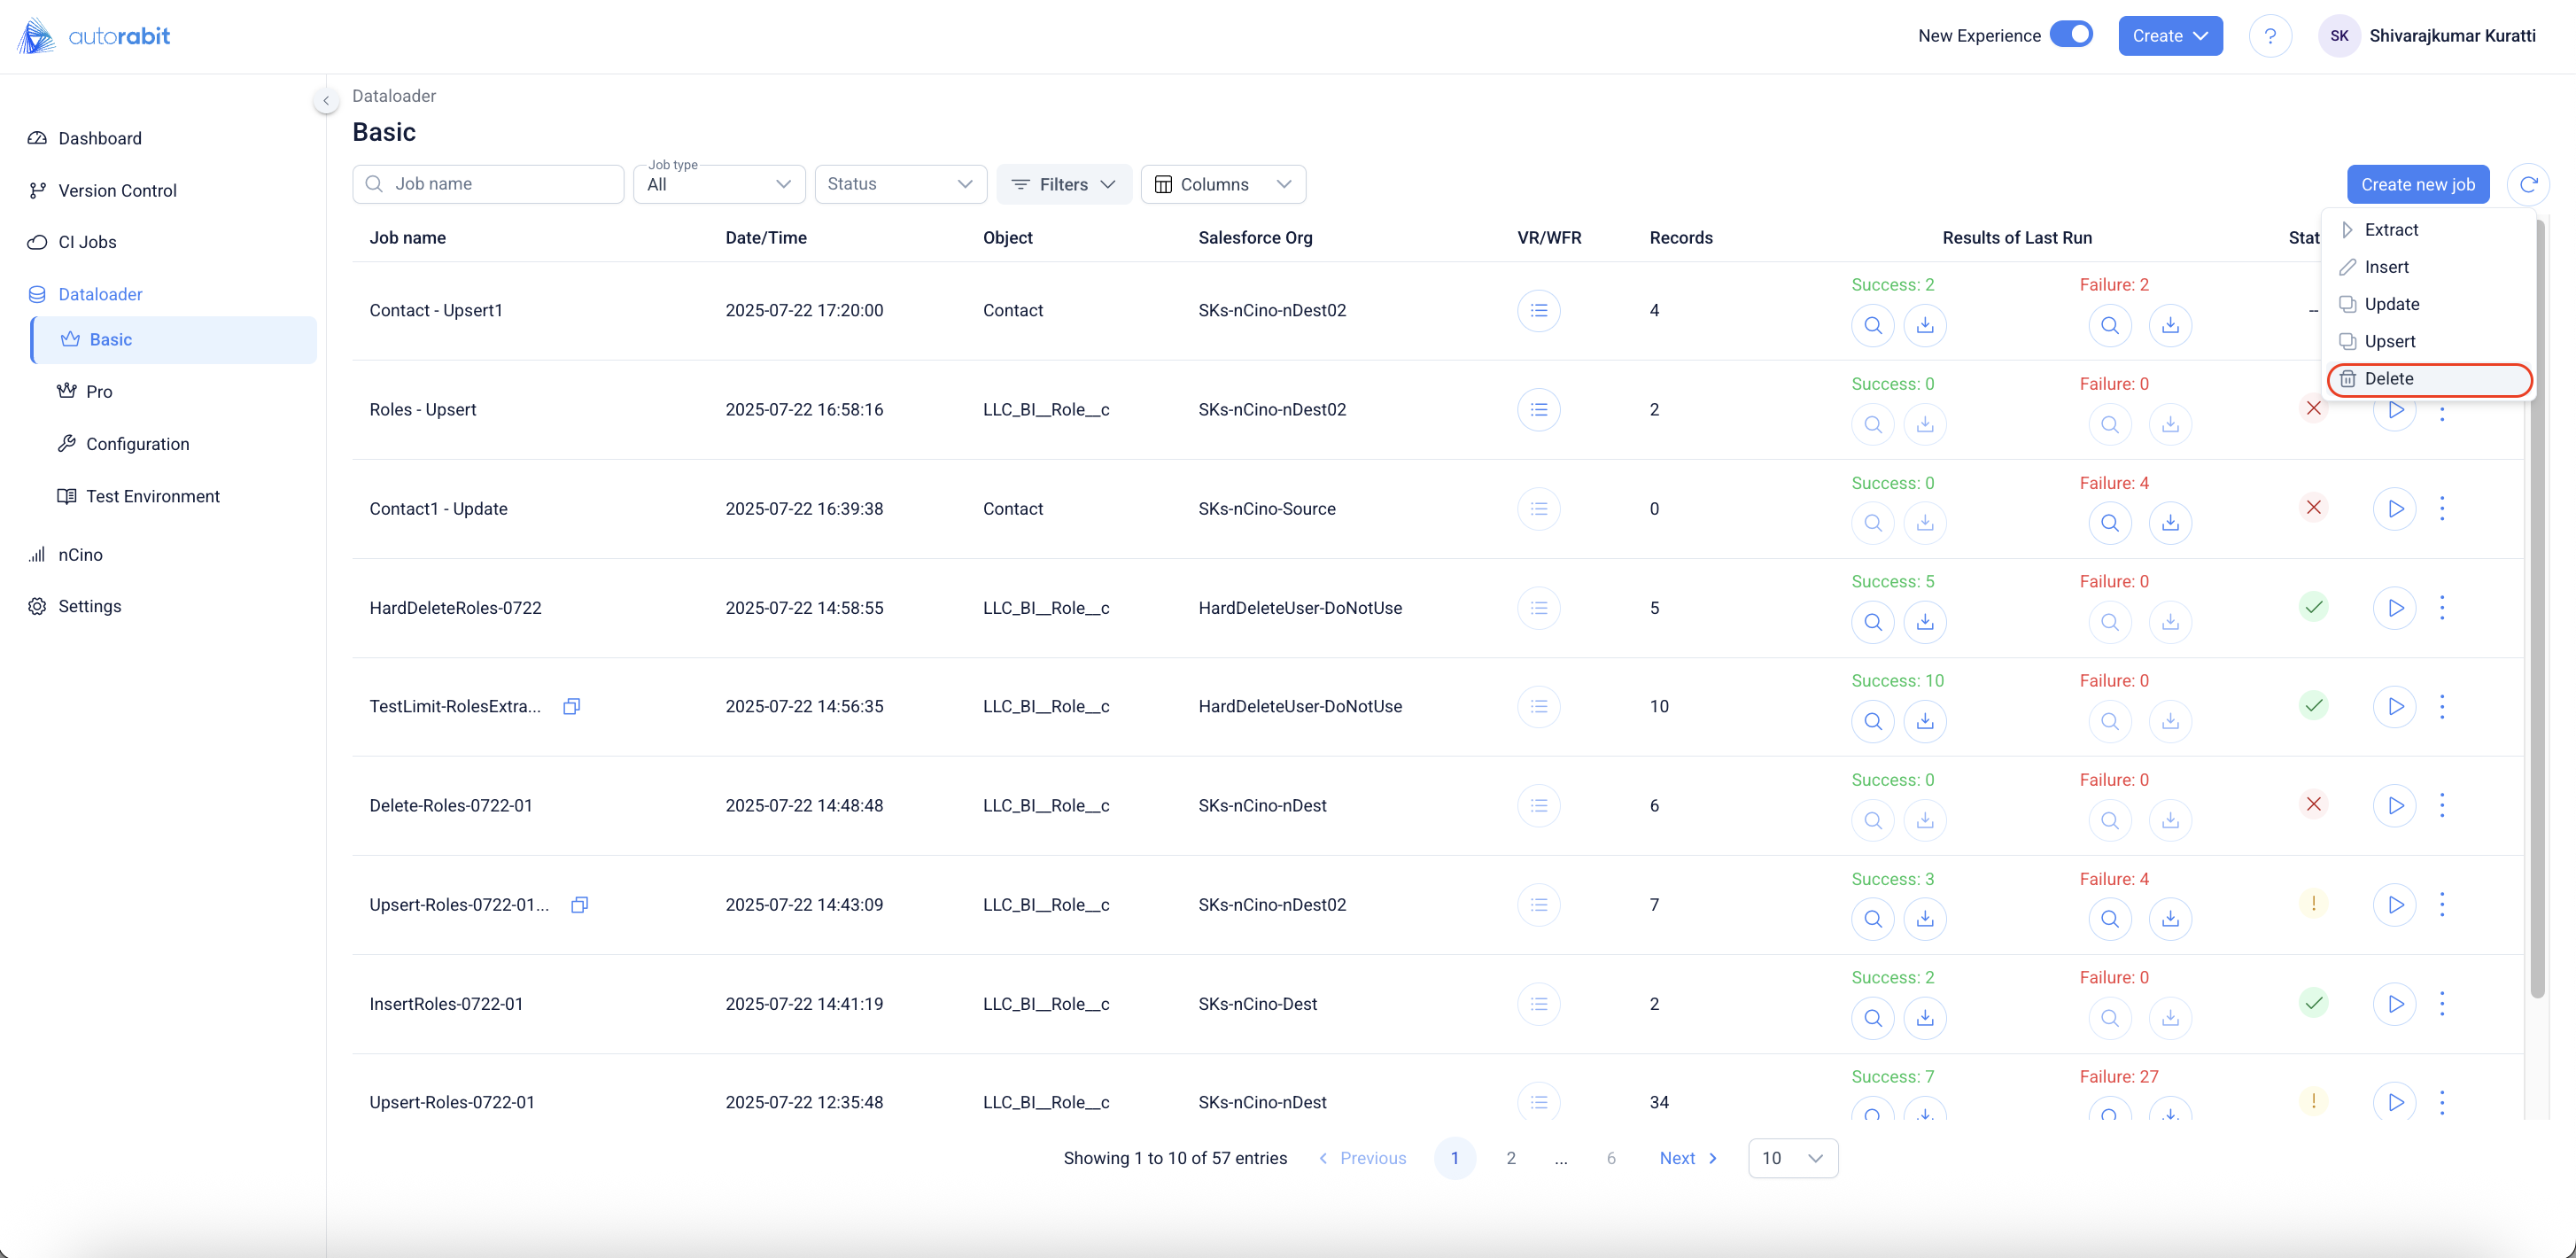 autorabit
New Experience
Create
?
SK
Shivarajkumar Kuratti
Dashboard
Version Control
CI Jobs
Dataloader
Basic
Pro
Configuration
Test Environment
nCino
Settings
Dataloader
Basic
Job name
Job type
All
Status
Filters
Columns
Create new job
Extract
Insert
Update
Upsert
Delete
Job name Date/Time Object Salesforce Org VR/WFR Records Results of Last Run Stat
Success: 2 Failure: 2
Contact - Upsert1 2025-07-22 17:20:00 Contact SKs-nCino-nDest02 4 --
Success: 0 Failure: 0
Roles - Upsert 2025-07-22 16:58:16 LLC_BI__Role__c SKs-nCino-nDest02 2
Success: 0 Failure: 4
Contact1 - Update 2025-07-22 16:39:38 Contact SKs-nCino-Source 0
Success: 5 Failure: 0
HardDeleteRoles-0722 2025-07-22 14:58:55 LLC_BI__Role__c HardDeleteUser-DoNotUse 5
Success: 10 Failure: 0
TestLimit-RolesExtra... 2025-07-22 14:56:35 LLC_BI__Role__c HardDeleteUser-DoNotUse 10
Success: 0 Failure: 0
Delete-Roles-0722-01 2025-07-22 14:48:48 LLC_BI__Role__c SKs-nCino-nDest 6
Success: 3 Failure: 4
Upsert-Roles-0722-01... 2025-07-22 14:43:09 LLC_BI__Role__c SKs-nCino-nDest02 7 !
Success: 2 Failure: 0
InsertRoles-0722-01 2025-07-22 14:41:19 LLC_BI__Role__c SKs-nCino-Dest 2
Success: 7 Failure: 27
Upsert-Roles-0722-01 2025-07-22 12:35:48 LLC_BI__Role__c SKs-nCino-nDest 34 !
Showing 1 to 10 of 57 entries Previous 1 2 ... 6 Next 10